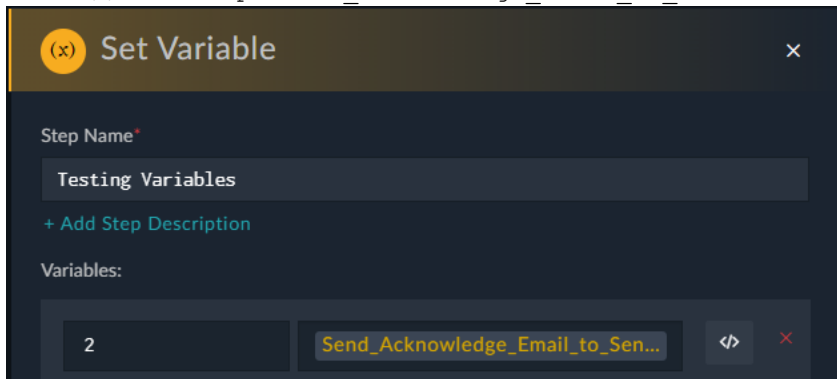 (x) Set Variable ×
Step Name*
Testing Variables
+ Add Step Description
Variables:
2 Send_Acknowledge_Email_to_Sen... </> ×